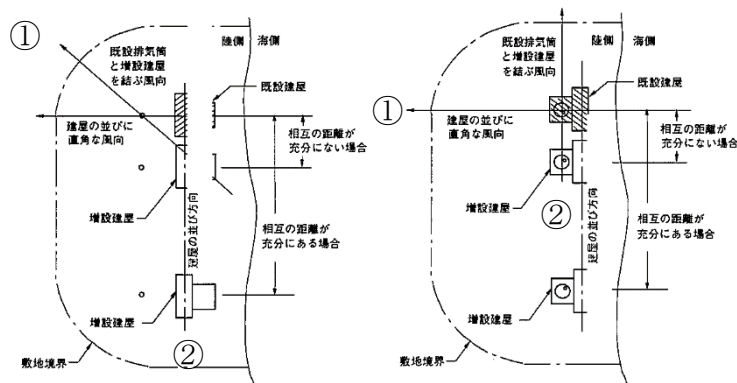 ①
既設排気筒
と増設建屋
を結ぶ風向
陸側
海側
既設建屋
建屋の並びに
直角な風向
相互の距離が
充分にない場合
増設建屋
建屋の並び方向
相互の距離が
充分にある場合
増設建屋
敷地境界
②
①
既設排気筒
と増設建屋
を結ぶ風向
陸側
海側
既設建屋
建屋の並びに
直角な風向
相互の距離が
充分にない場合
増設建屋
②
建屋の並び方向
相互の距離が
充分にある場合
増設建屋
敷地境界